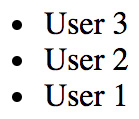 • User 3
• User 2
• User 1